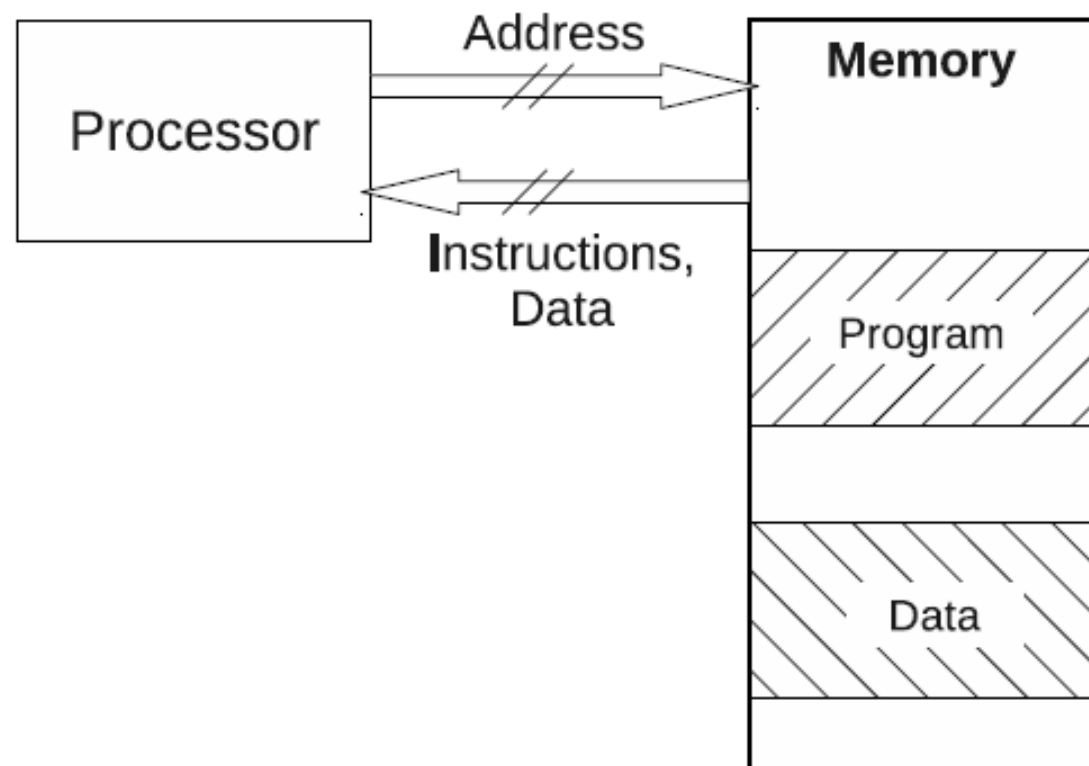 Address
Memory
Processor
Instructions,
Data
Program
Data